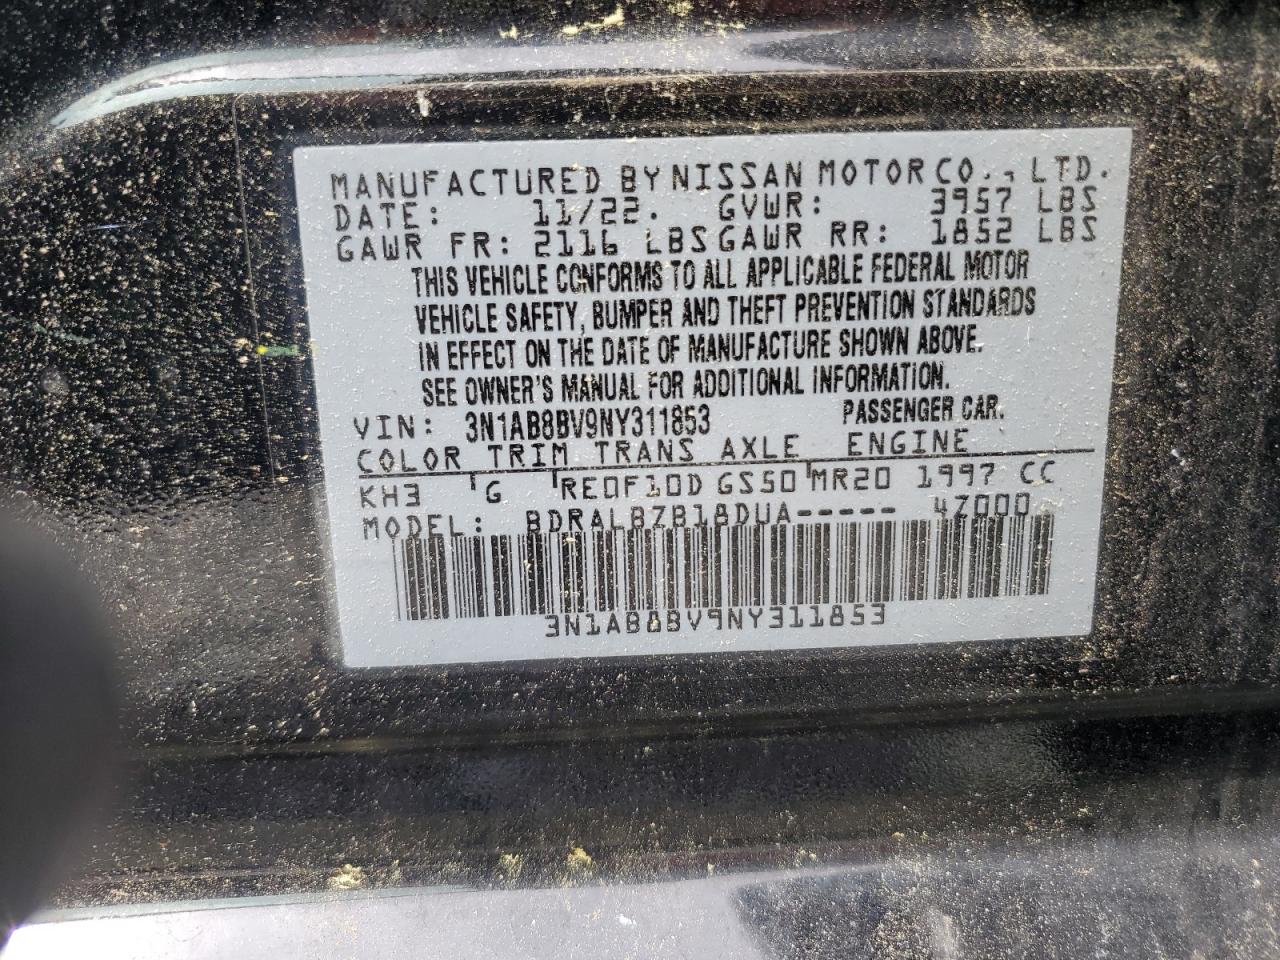 MANUFACTURED BY NISSAN MOTOR CO., LTD.
DATE: 11/22. GVWR: 3957 LBS
GAWR FR: 2116 LBS GAWR RR: 1852 LBS
THIS VEHICLE CONFORMS TO ALL APPLICABLE FEDERAL MOTOR
VEHICLE SAFETY, BUMPER AND THEFT PREVENTION STANDARDS
IN EFFECT ON THE DATE OF MANUFACTURE SHOWN ABOVE.
SEE OWNER'S MANUAL FOR ADDITIONAL INFORMATION.
VIN: 3N1AB8BV9NY311853 PASSENGER CAR.
COLOR TRIM TRANS AXLE ENGINE
KH3 G RE0F10D GS50 MR20 1997 CC
MODEL: BDRALBZB18DUA----- 4Z000
3N1AB8BV9NY311853